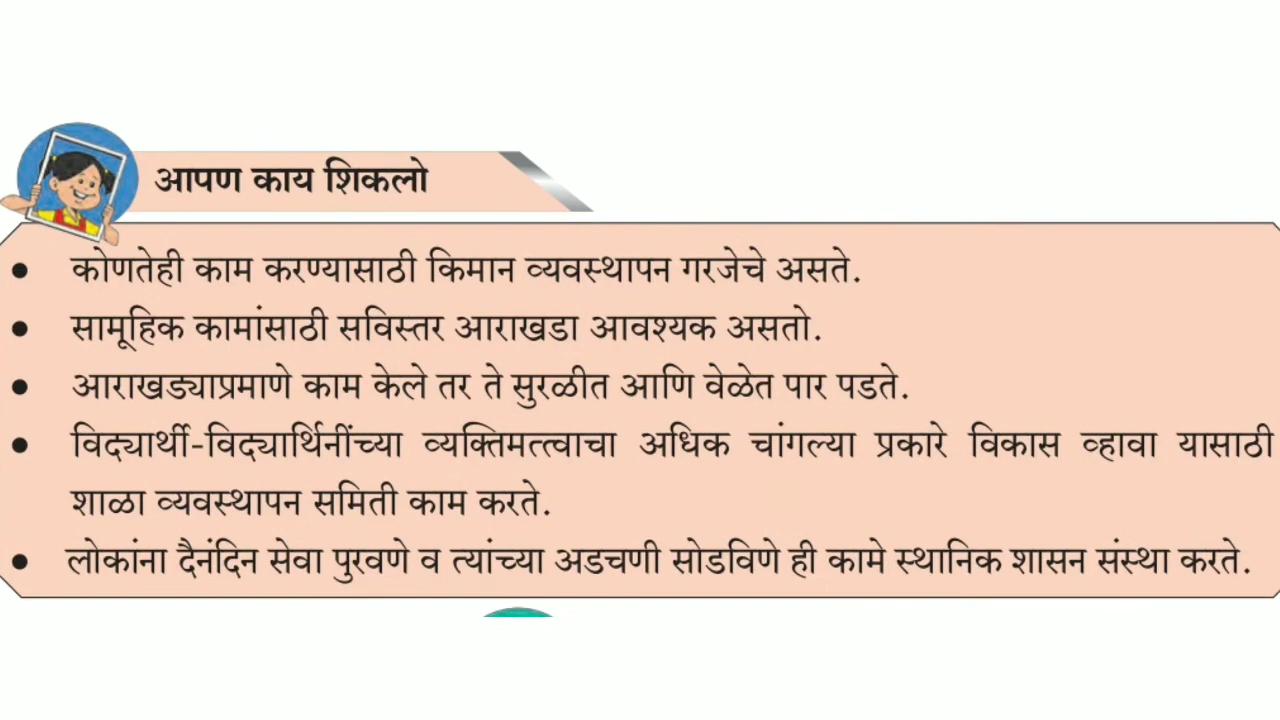 आपण काय शिकलो
● कोणतेही काम करण्यासाठी किमान व्यवस्थापन गरजेचे असते.
● सामूहिक कामांसाठी सविस्तर आराखडा आवश्यक असतो.
● आराखड्याप्रमाणे काम केले तर ते सुरळीत आणि वेळेत पार पडते.
● विद्यार्थी-विद्यार्थिनींच्या व्यक्तिमत्त्वाचा अधिक चांगल्या प्रकारे विकास व्हावा यासाठी
शाळा व्यवस्थापन समिती काम करते.
● लोकांना दैनंदिन सेवा पुरवणे व त्यांच्या अडचणी सोडविणे ही कामे स्थानिक शासन संस्था करते.